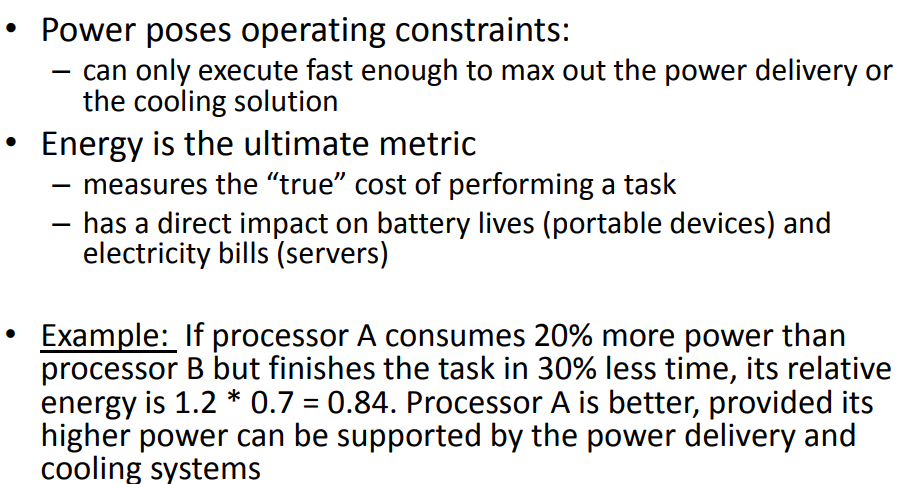 • Power poses operating constraints:
– can only execute fast enough to max out the power delivery or
the cooling solution
• Energy is the ultimate metric
– measures the “true” cost of performing a task
– has a direct impact on battery lives (portable devices) and
electricity bills (servers)
• Example: If processor A consumes 20% more power than
processor B but finishes the task in 30% less time, its relative
energy is 1.2 * 0.7 = 0.84. Processor A is better, provided its
higher power can be supported by the power delivery and
cooling systems